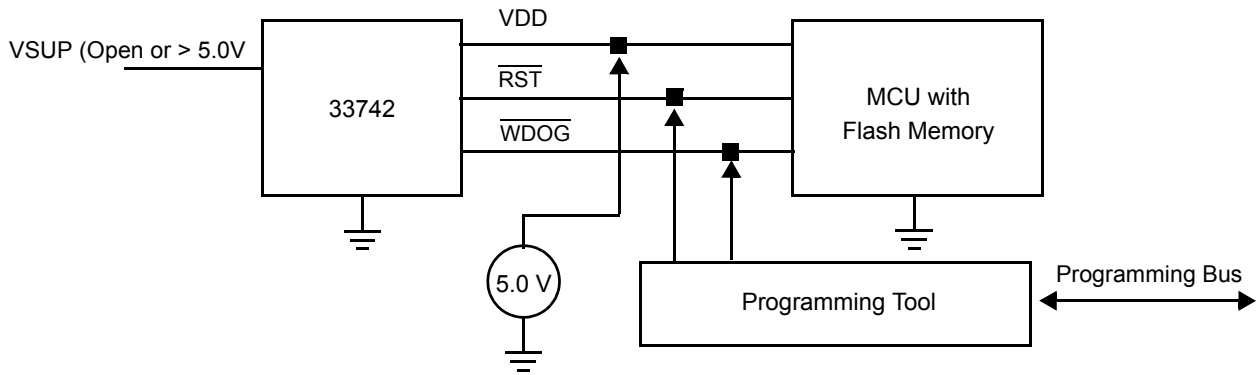 VDD
VSUP (Open or > 5.0V
RST
33742
MCU with
Flash Memory
WDOG
5.0 V
Programming Tool
Programming Bus